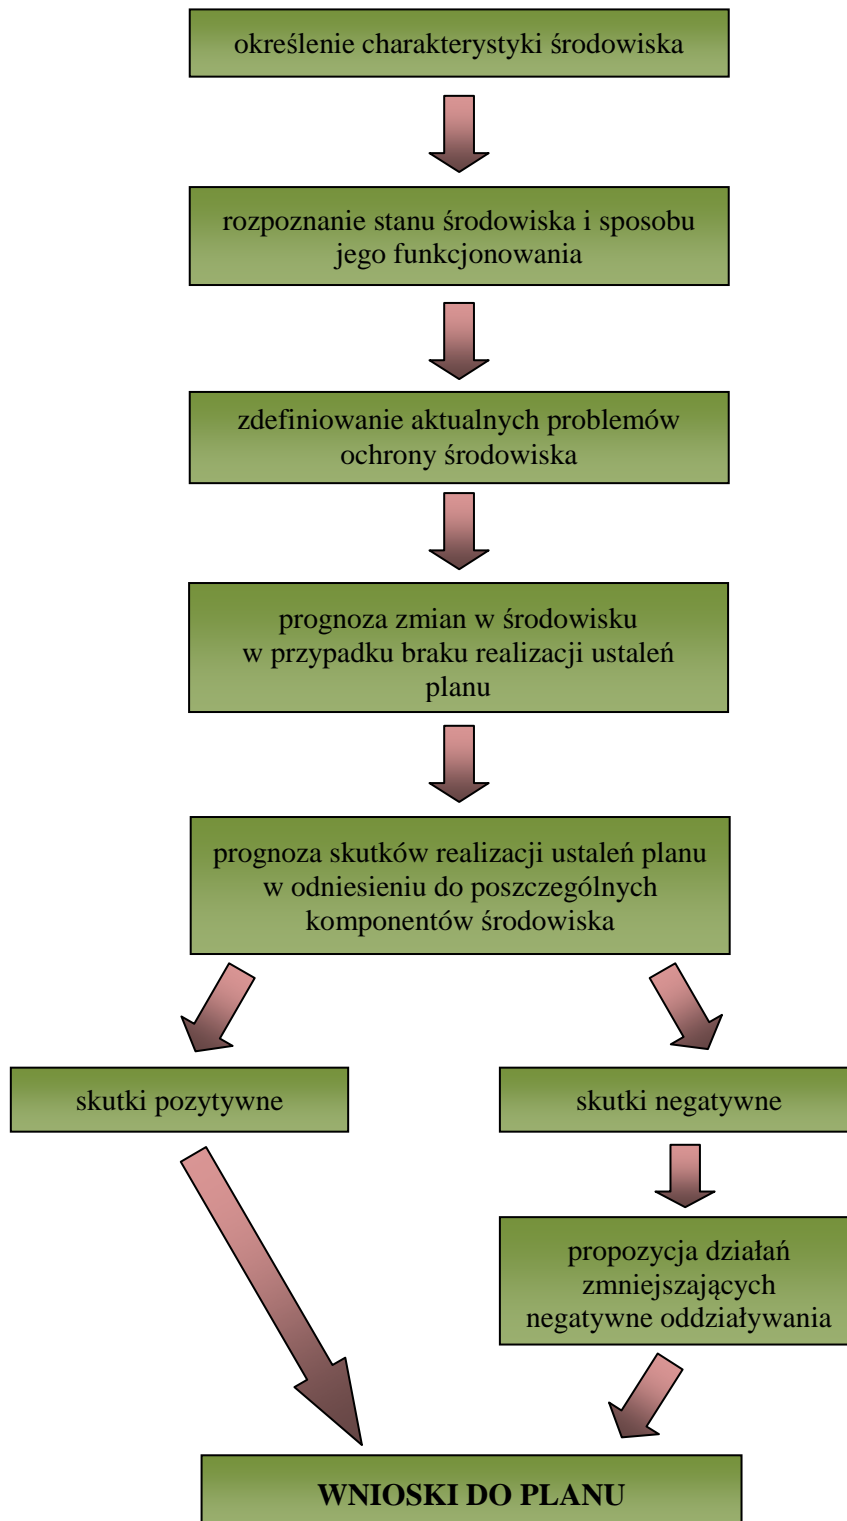 określenie charakterystyki środowiska
rozpoznanie stanu środowiska i sposobu
jego funkcjonowania
zdefiniowanie aktualnych problemów
ochrony środowiska
prognoza zmian w środowisku
w przypadku braku realizacji ustaleń
planu
prognoza skutków realizacji ustaleń planu
w odniesieniu do poszczególnych
komponentów środowiska
skutki pozytywne
skutki negatywne
propozycja działań
zmniejszających
negatywne oddziaływania
WNIOSKI DO PLANU